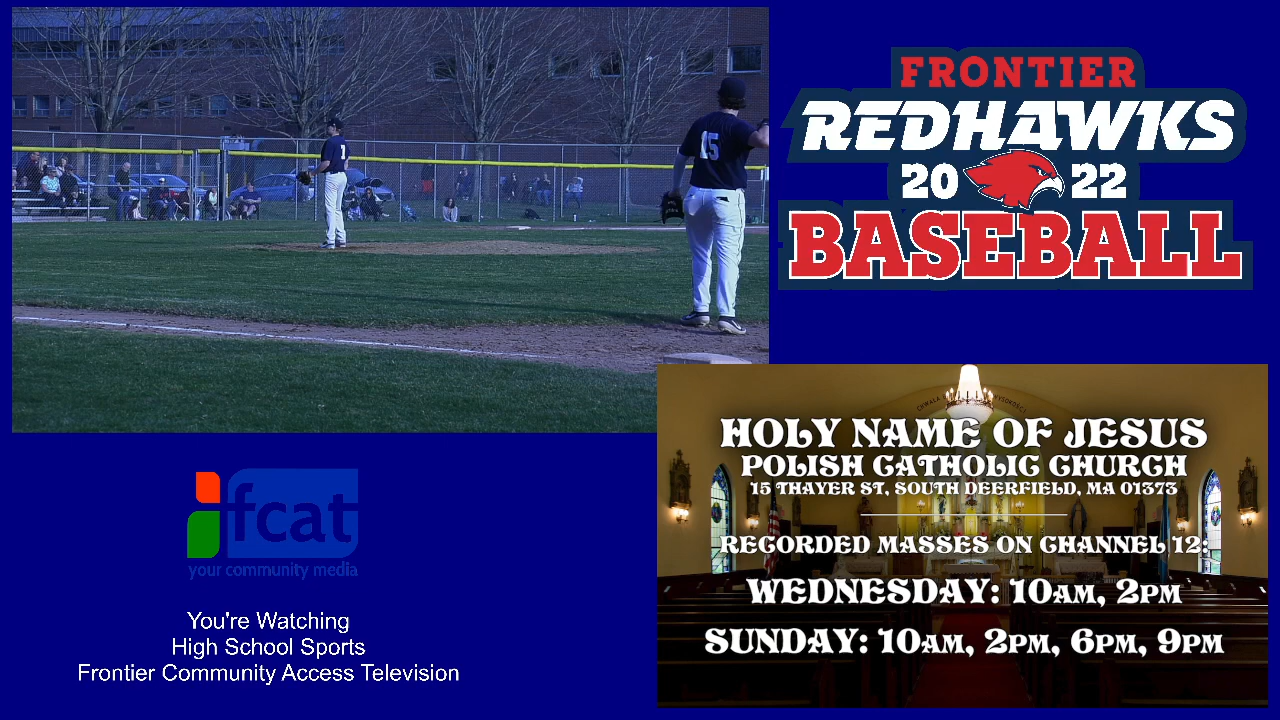 1
15
FRONTIER
REDHAWKS
20 22
BASEBALL
HOLY NAME OF JESUS
POLISH CATHOLIC CHURCH
15 THAYER ST, SOUTH DEERFIELD, MA 01373
RECORDED MASSES ON CHANNEL 12:
WEDNESDAY: 10AM, 2PM
SUNDAY: 10AM, 2PM, 6PM, 9PM
fcat
your community media
You're Watching
High School Sports
Frontier Community Access Television